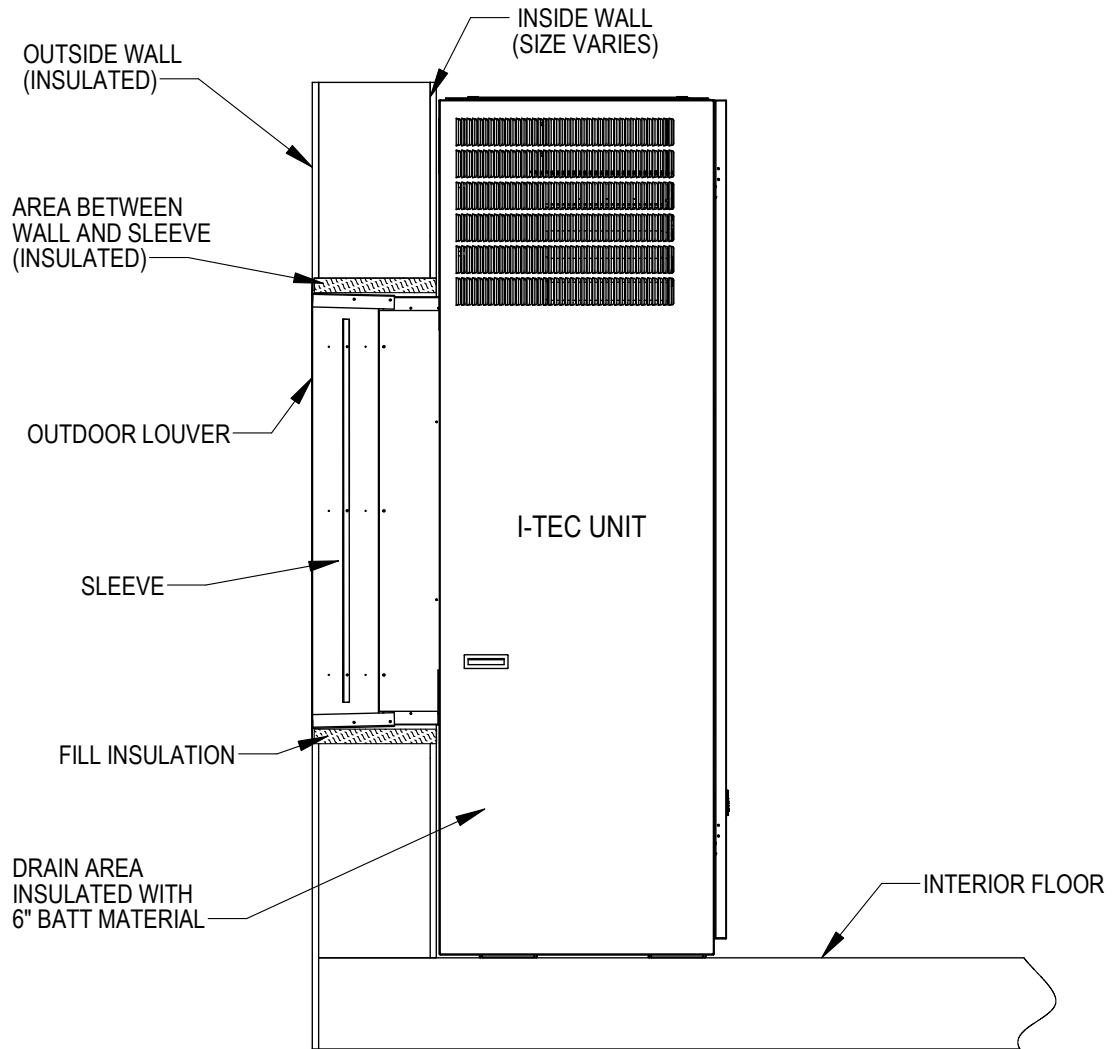 INSIDE WALL
(SIZE VARIES)
OUTSIDE WALL
(INSULATED)
AREA BETWEEN
WALL AND SLEEVE
(INSULATED)
OUTDOOR LOUVER
I-TEC UNIT
SLEEVE
FILL INSULATION
DRAIN AREA
INSULATED WITH
6" BATT MATERIAL
INTERIOR FLOOR